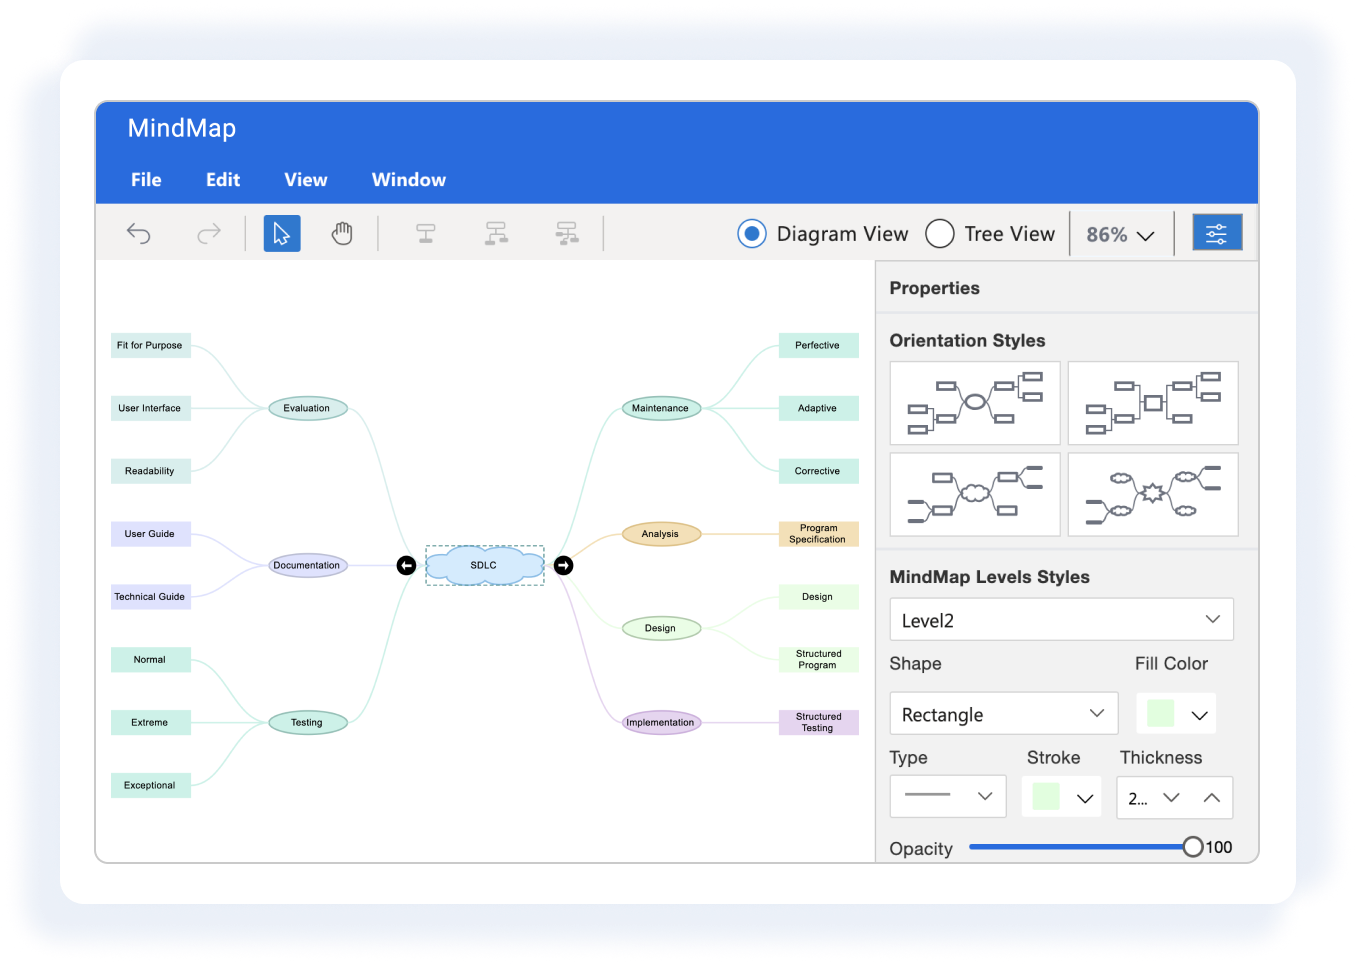 MindMap
File Edit View Window
Diagram View Tree View 86%
Properties
Orientation Styles
MindMap Levels Styles
Level2
Shape Fill Color
Rectangle
Type Stroke Thickness
2...
Opacity 100
Fit for Purpose
User Interface
Readability
Evaluation
User Guide
Technical Guide
Documentation
Normal
Extreme
Exceptional
Testing
SDLC
Maintenance
Perfective
Adaptive
Corrective
Analysis
Program
Specification
Design
Design
Structured
Program
Implementation
Structured
Testing